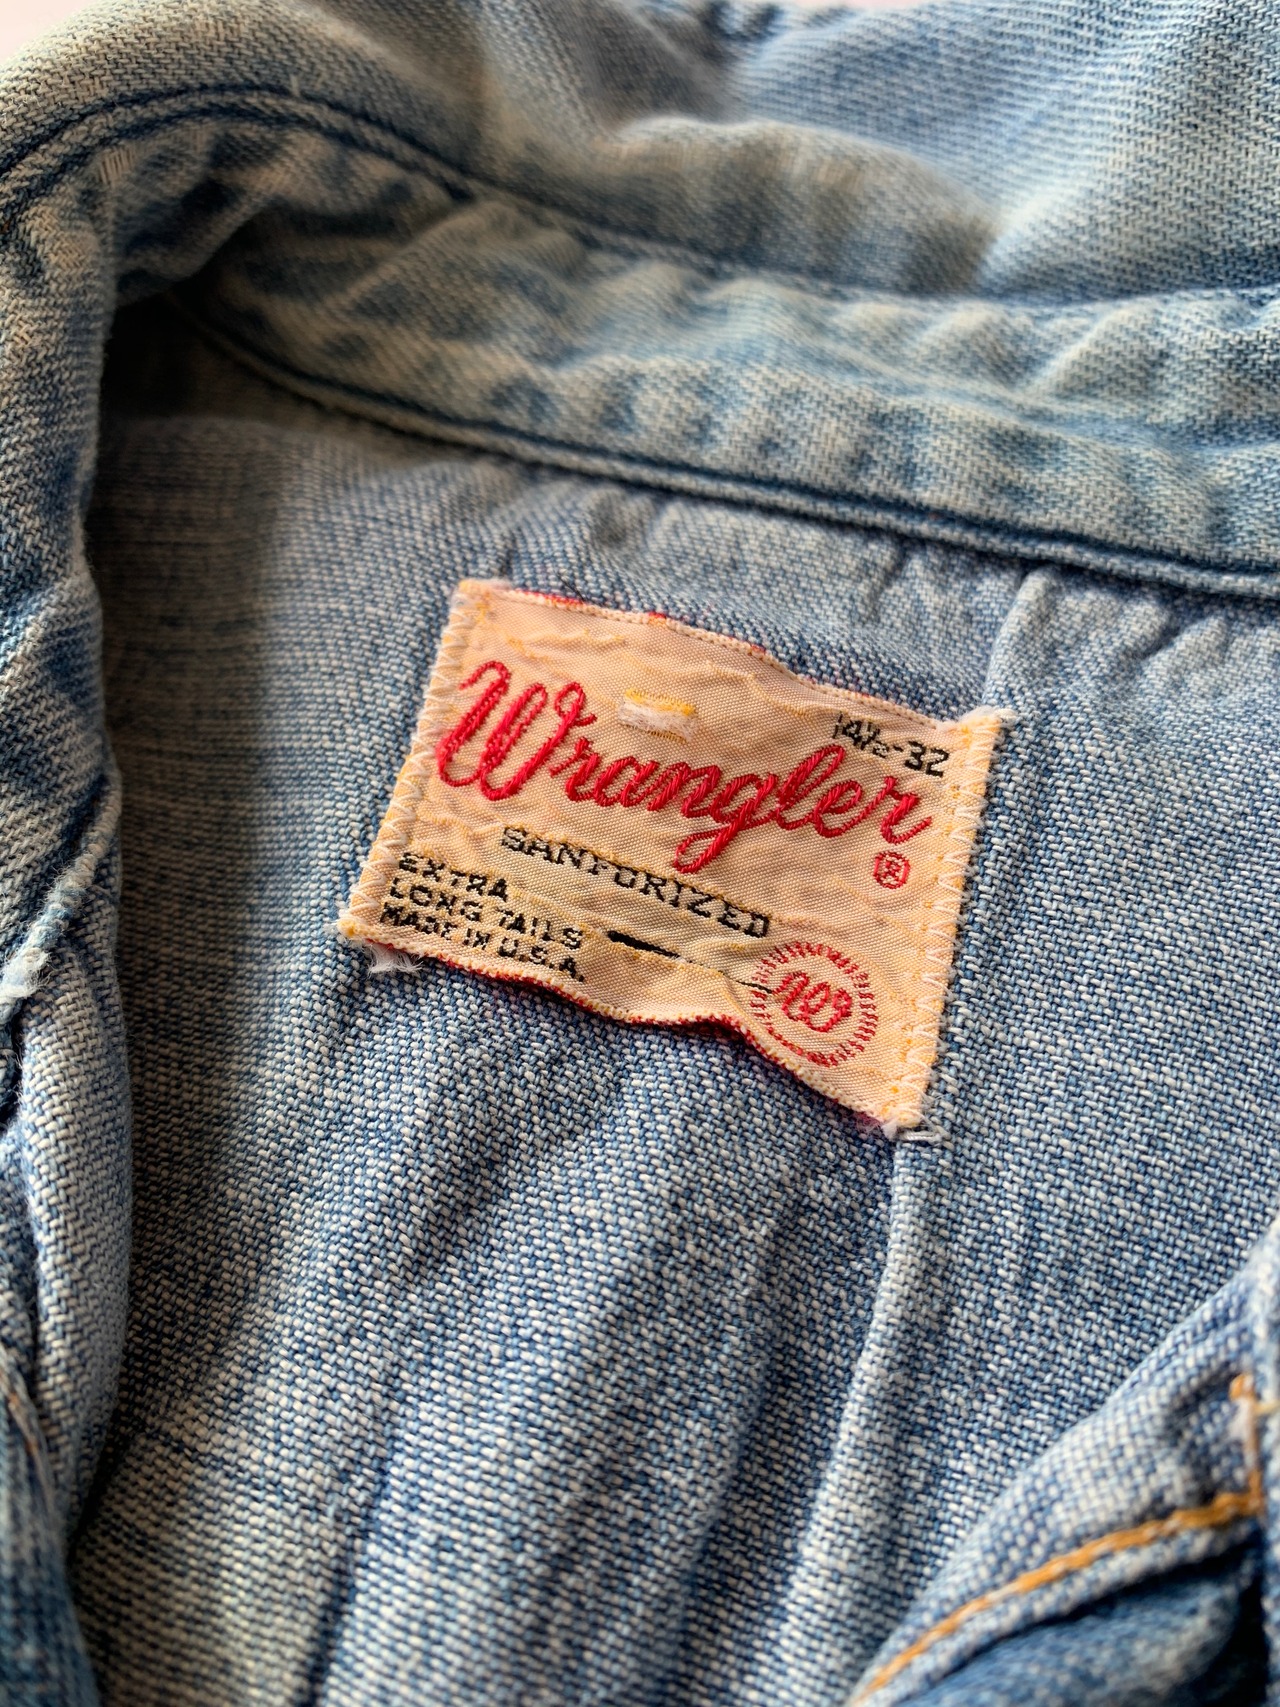 14½-32
Wrangler®
SANFORIZED
EXTRA
LONG TAILS
MADE IN U.S.A.